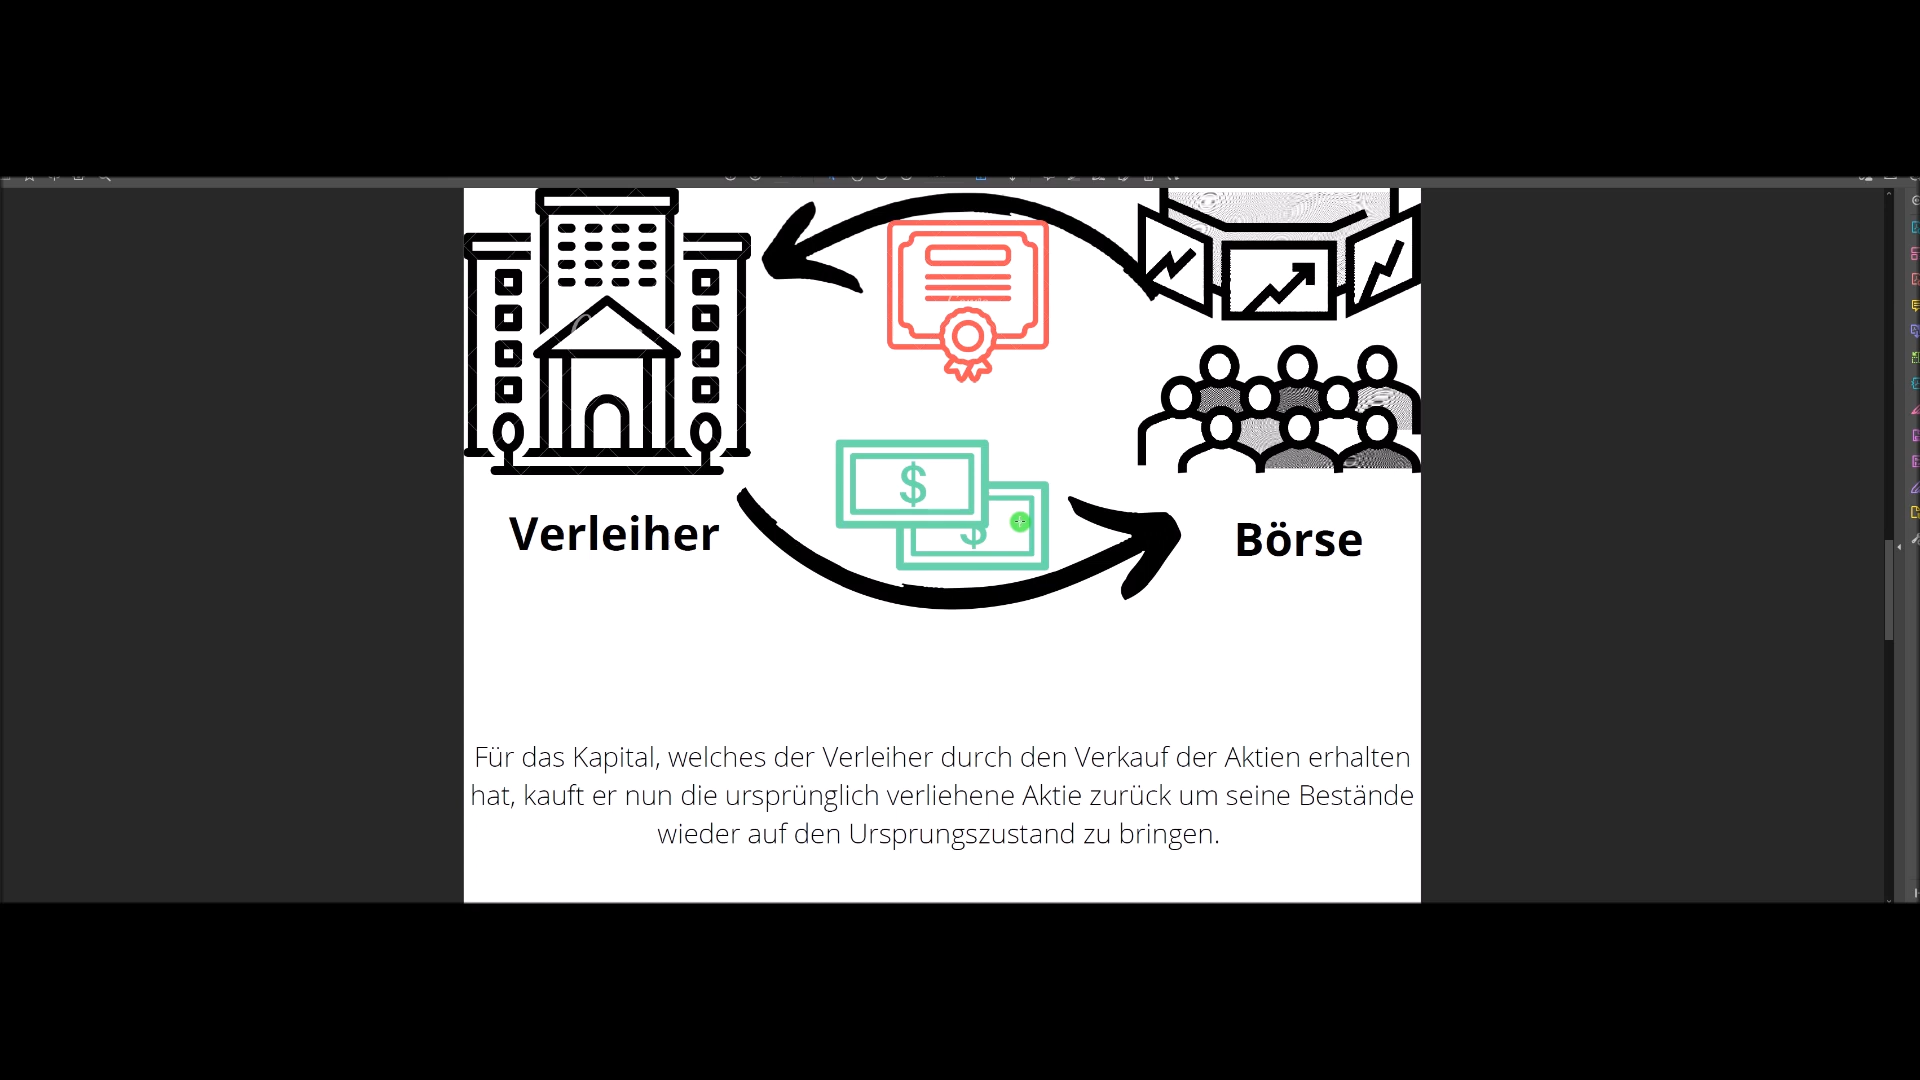 $
$
Verleiher
Börse
Für das Kapital, welches der Verleiher durch den Verkauf der Aktien erhalten
hat, kauft er nun die ursprünglich verliehene Aktie zurück um seine Bestände
wieder auf den Ursprungszustand zu bringen.